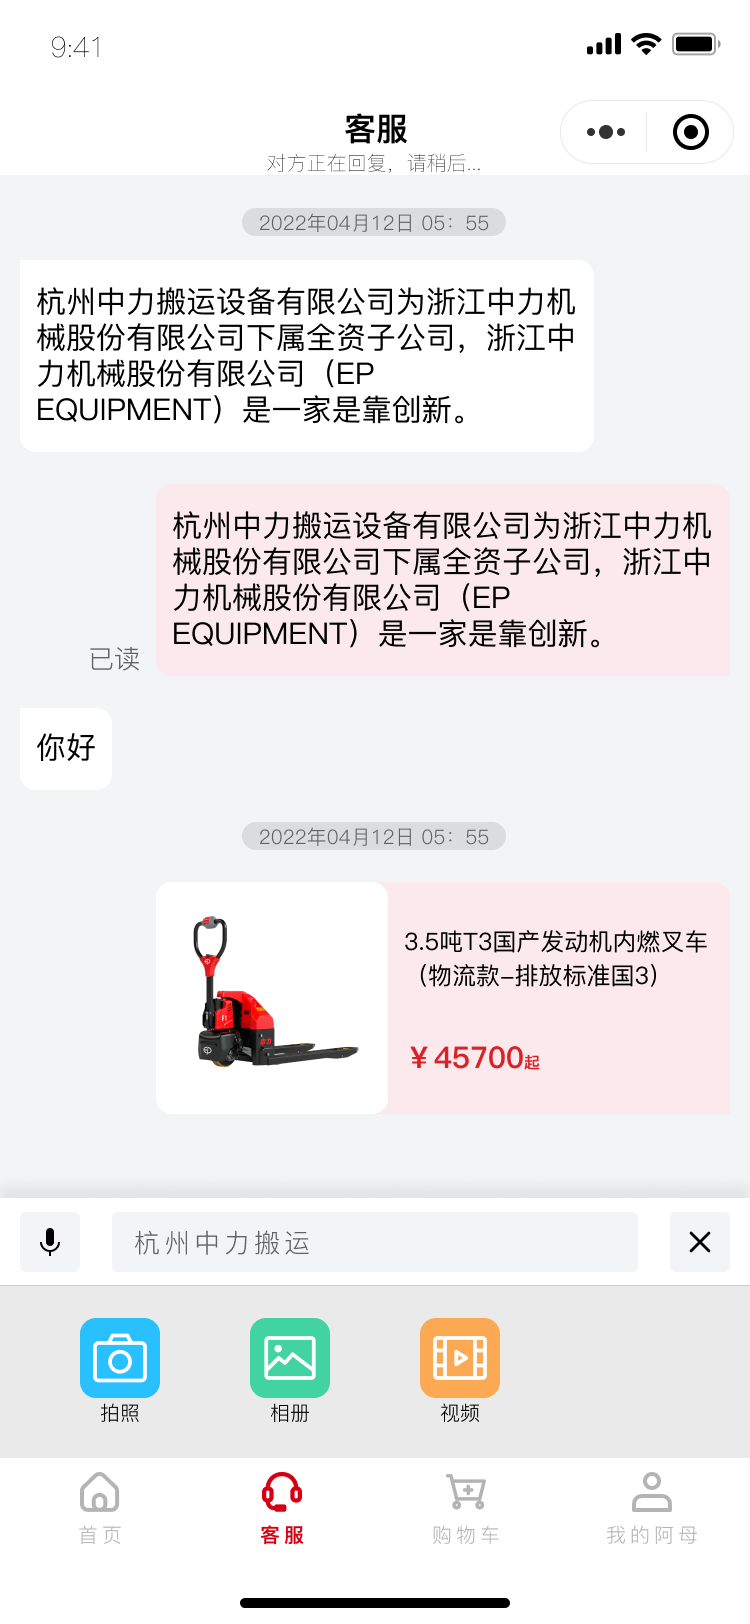 9:41
客服
对方正在回复，请稍后...
2022年04月12日 05：55
杭州中力搬运设备有限公司为浙江中力机
械股份有限公司下属全资子公司，浙江中
力机械股份有限公司（EP
EQUIPMENT）是一家是靠创新。
杭州中力搬运设备有限公司为浙江中力机
械股份有限公司下属全资子公司，浙江中
力机械股份有限公司（EP
EQUIPMENT）是一家是靠创新。
已读
你好
2022年04月12日 05：55
3.5吨T3国产发动机内燃叉车
（物流款–排放标准国3）
¥ 45700起
杭州中力搬运
拍照
相册
视频
首页
客服
购物车
我的阿母